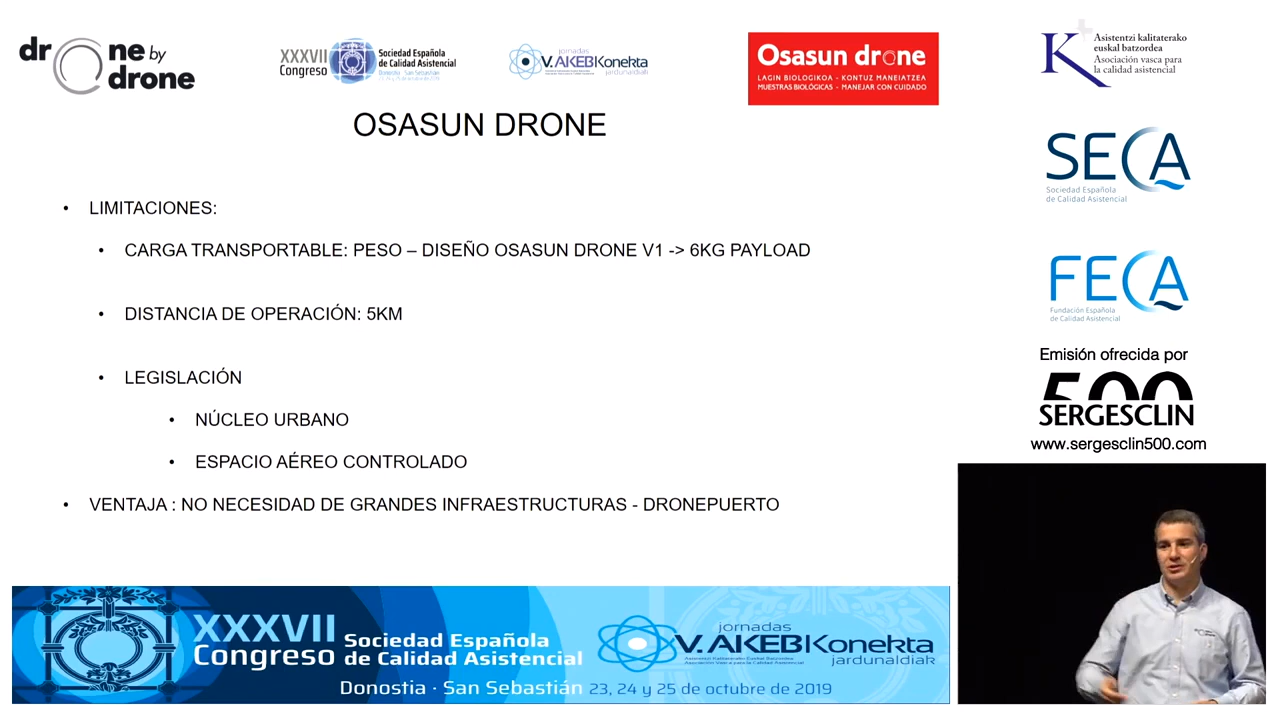 drone by
drone
XXXVII
Congreso
Sociedad Española
de Calidad Asistencial
jornadas
V. AKEBIKonekta
jardunaldiak
Osasun drone
LAGIN BIOLOGIKOA - KONTUZ MANEIATZEA
MUESTRAS BIOLÓGICAS - MANEJAR CON CUIDADO
K
Asistentzi kalitaterako
euskal batzordea
Asociación vasca para
la calidad asistencial
OSASUN DRONE
SECA
Sociedad Española
de Calidad Asistencial
• LIMITACIONES:
• CARGA TRANSPORTABLE: PESO – DISEÑO OSASUN DRONE V1 -> 6KG PAYLOAD
• DISTANCIA DE OPERACIÓN: 5KM
• LEGISLACIÓN
• NÚCLEO URBANO
• ESPACIO AÉREO CONTROLADO
• VENTAJA : NO NECESIDAD DE GRANDES INFRAESTRUCTURAS - DRONEPUERTO
FECA
Fundación Española
de Calidad Asistencial
Emisión ofrecida por
500
SERGESCLIN
www.sergesclin500.com
XXXVII
Congreso
Sociedad Española
de Calidad Asistencial
Donostia · San Sebastián 23, 24 y 25 de octubre de 2019
jornadas
V. AKEBIKonekta
jardunaldiak